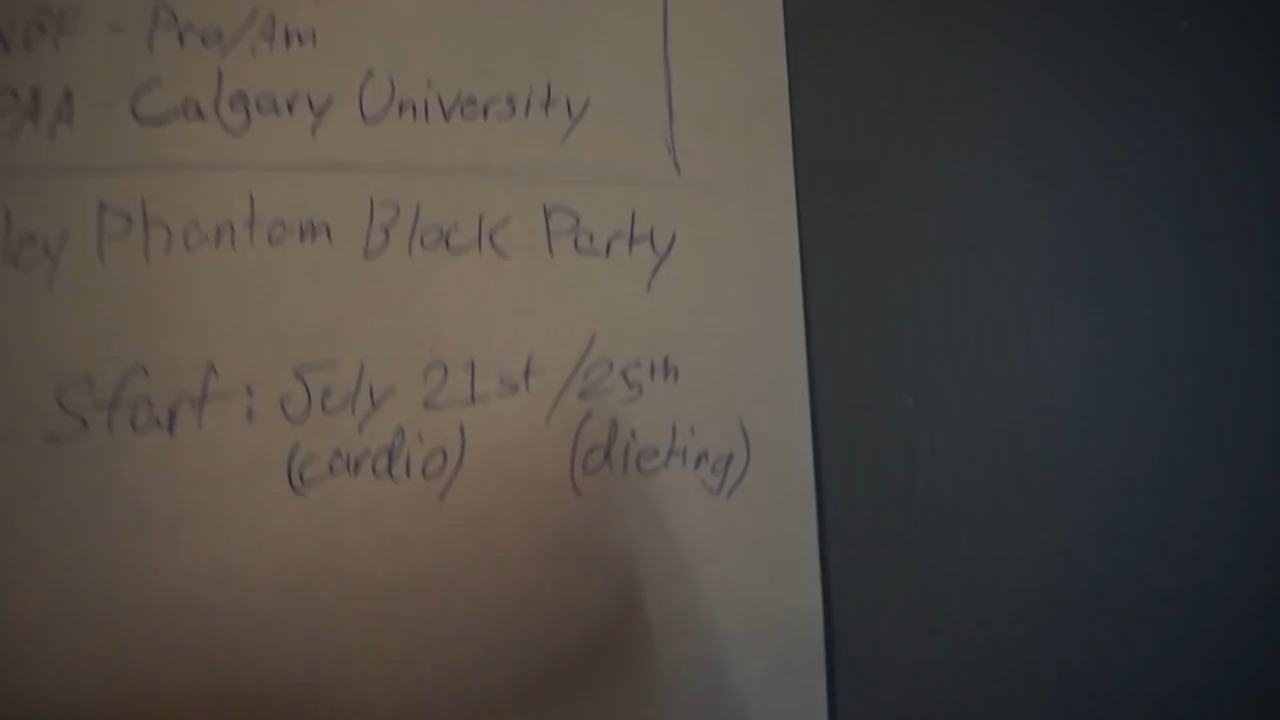 - Pro/Am
Calgary University
Phantom Block Party
Start: July 21st /25th
(cardio) (dieting)